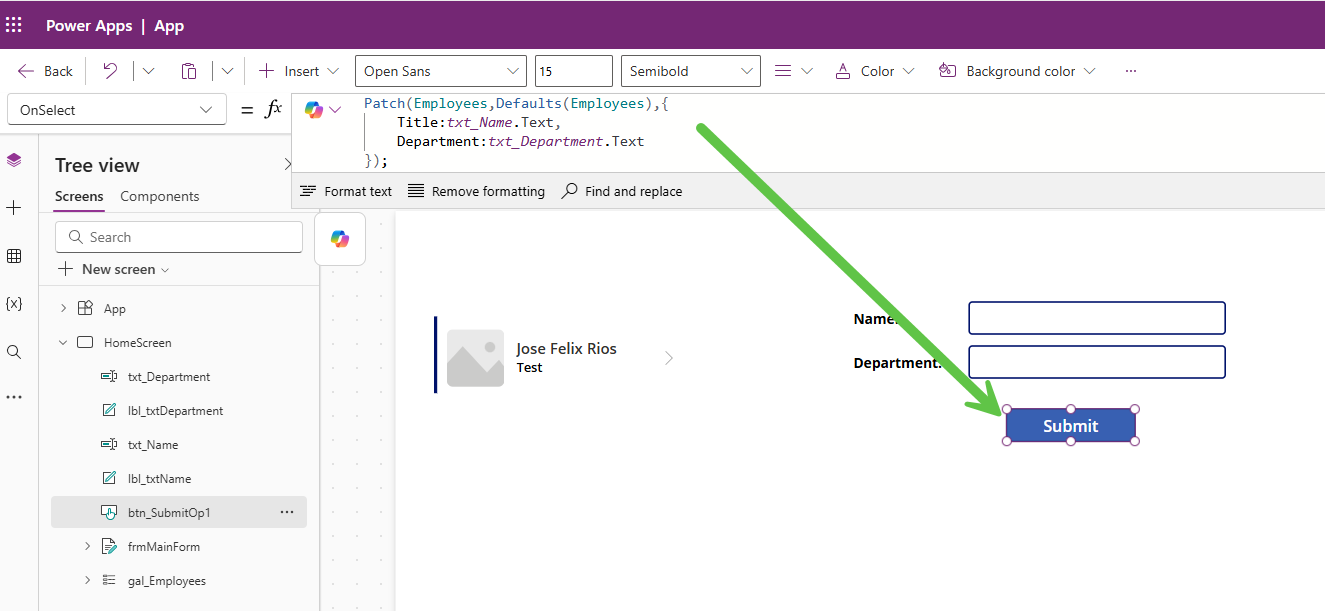 Power Apps | App
Back Insert Open Sans 15 Semibold Color Background color ...
OnSelect = fx
Patch(Employees,Defaults(Employees),{
Title:txt_Name.Text,
Department:txt_Department.Text
});
Format text Remove formatting Find and replace
Tree view
Screens Components
Search
New screen
App
HomeScreen
txt_Department
lbl_txtDepartment
txt_Name
lbl_txtName
btn_SubmitOp1 ...
frmMainForm
gal_Employees
Jose Felix Rios
Test
Name:
Department:
Submit